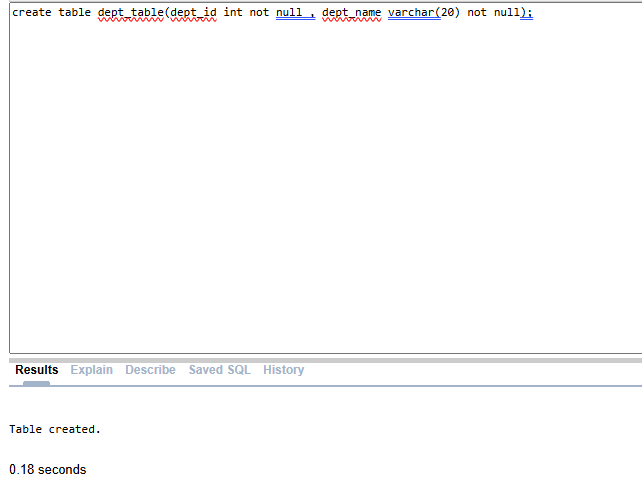 create table dept_table(dept_id int not null , dept_name varchar(20) not null);
Results Explain Describe Saved SQL History
Table created.
0.18 seconds